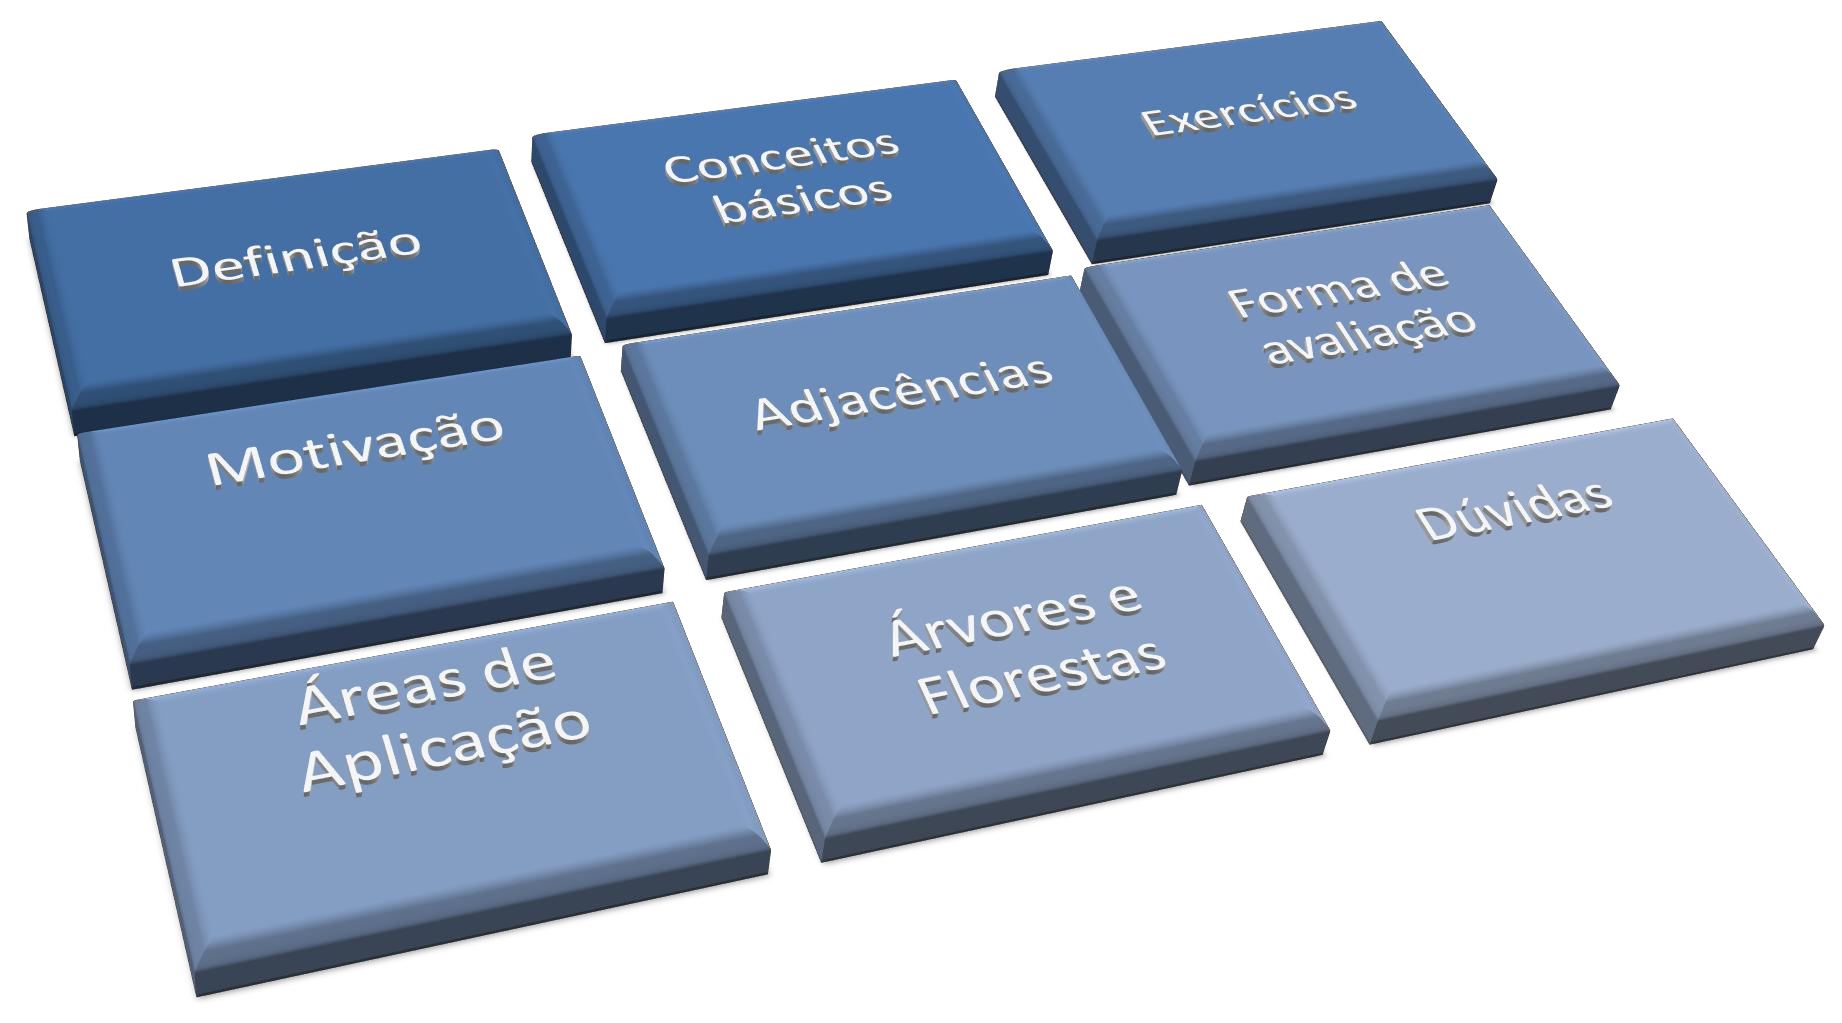 Definição
Conceitos
básicos
Exercícios
Motivação
Adjacências
Forma de
avaliação
Áreas de
Aplicação
Árvores e
Florestas
Dúvidas